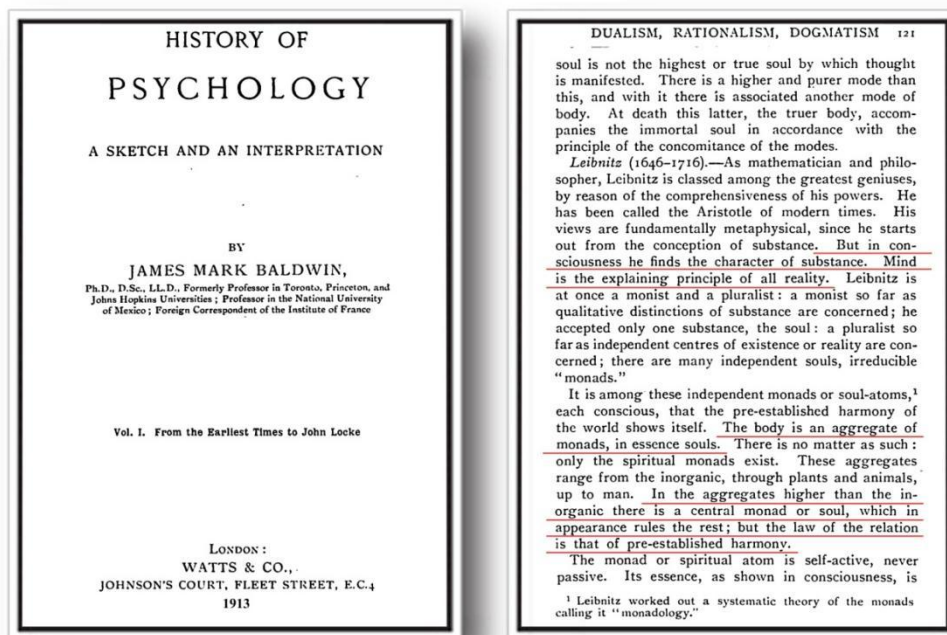 HISTORY OF
PSYCHOLOGY
A SKETCH AND AN INTERPRETATION
BY
JAMES MARK BALDWIN,
Ph.D., D.Sc., LL.D., Formerly Professor in Toronto, Princeton, and
Johns Hopkins Universities ; Professor in the National University
of Mexico ; Foreign Correspondent of the Institute of France
Vol. I. From the Earliest Times to John Locke
LONDON :
WATTS & CO.,
JOHNSON'S COURT, FLEET STREET, E.C.4
1913
DUALISM, RATIONALISM, DOGMATISM 121
soul is not the highest or true soul by which thought
is manifested. There is a higher and purer mode than
this, and with it there is associated another mode of
body. At death this latter, the truer body, accom-
panies the immortal soul in accordance with the
principle of the concomitance of the modes.
Leibnitz (1646-1716).—As mathematician and philo-
sopher, Leibnitz is classed among the greatest geniuses,
by reason of the comprehensiveness of his powers. He
has been called the Aristotle of modern times. His
views are fundamentally metaphysical, since he starts
out from the conception of substance. But in con-
sciousness he finds the character of substance. Mind
is the explaining principle of all reality. Leibnitz is
at once a monist and a pluralist : a monist so far as
qualitative distinctions of substance are concerned ; he
accepted only one substance, the soul : a pluralist so
far as independent centres of existence or reality are con-
cerned ; there are many independent souls, irreducible
"monads."
It is among these independent monads or soul-atoms,¹
each conscious, that the pre-established harmony of
the world shows itself. The body is an aggregate of
monads, in essence souls. There is no matter as such :
only the spiritual monads exist. These aggregates
range from the inorganic, through plants and animals,
up to man. In the aggregates higher than the in-
organic there is a central monad or soul, which in
appearance rules the rest ; but the law of the relation
is that of pre-established harmony.
The monad or spiritual atom is self-active, never
passive. Its essence, as shown in consciousness, is
¹ Leibnitz worked out a systematic theory of the monads
calling it "monadology."